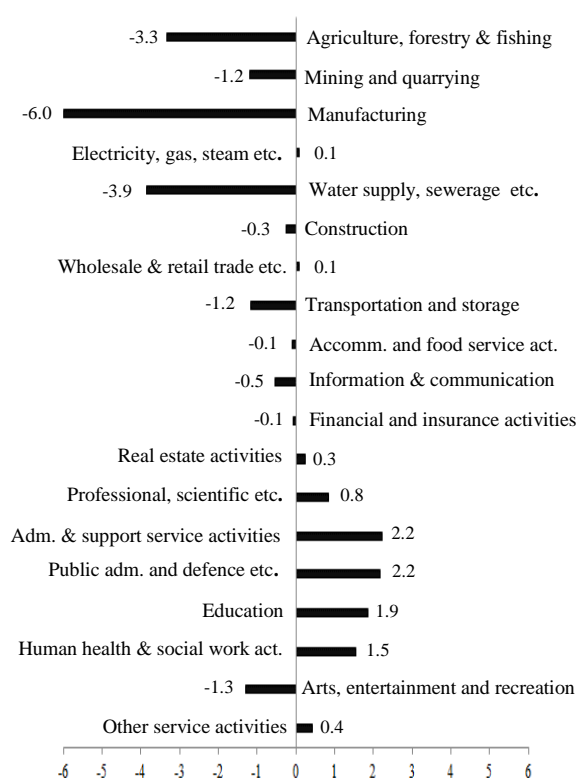 -3.3 Agriculture, forestry & fishing
-1.2 Mining and quarrying
-6.0 Manufacturing
Electricity, gas, steam etc. 0.1
-3.9 Water supply, sewerage etc.
-0.3 Construction
Wholesale & retail trade etc. 0.1
-1.2 Transportation and storage
-0.1 Accomm. and food service act.
-0.5 Information & communication
-0.1 Financial and insurance activities
Real estate activities 0.3
Professional, scientific etc. 0.8
Adm. & support service activities 2.2
Public adm. and defence etc. 2.2
Education 1.9
Human health & social work act. 1.5
-1.3 Arts, entertainment and recreation
Other service activities 0.4
-6 -5 -4 -3 -2 -1 0 1 2 3 4 5 6